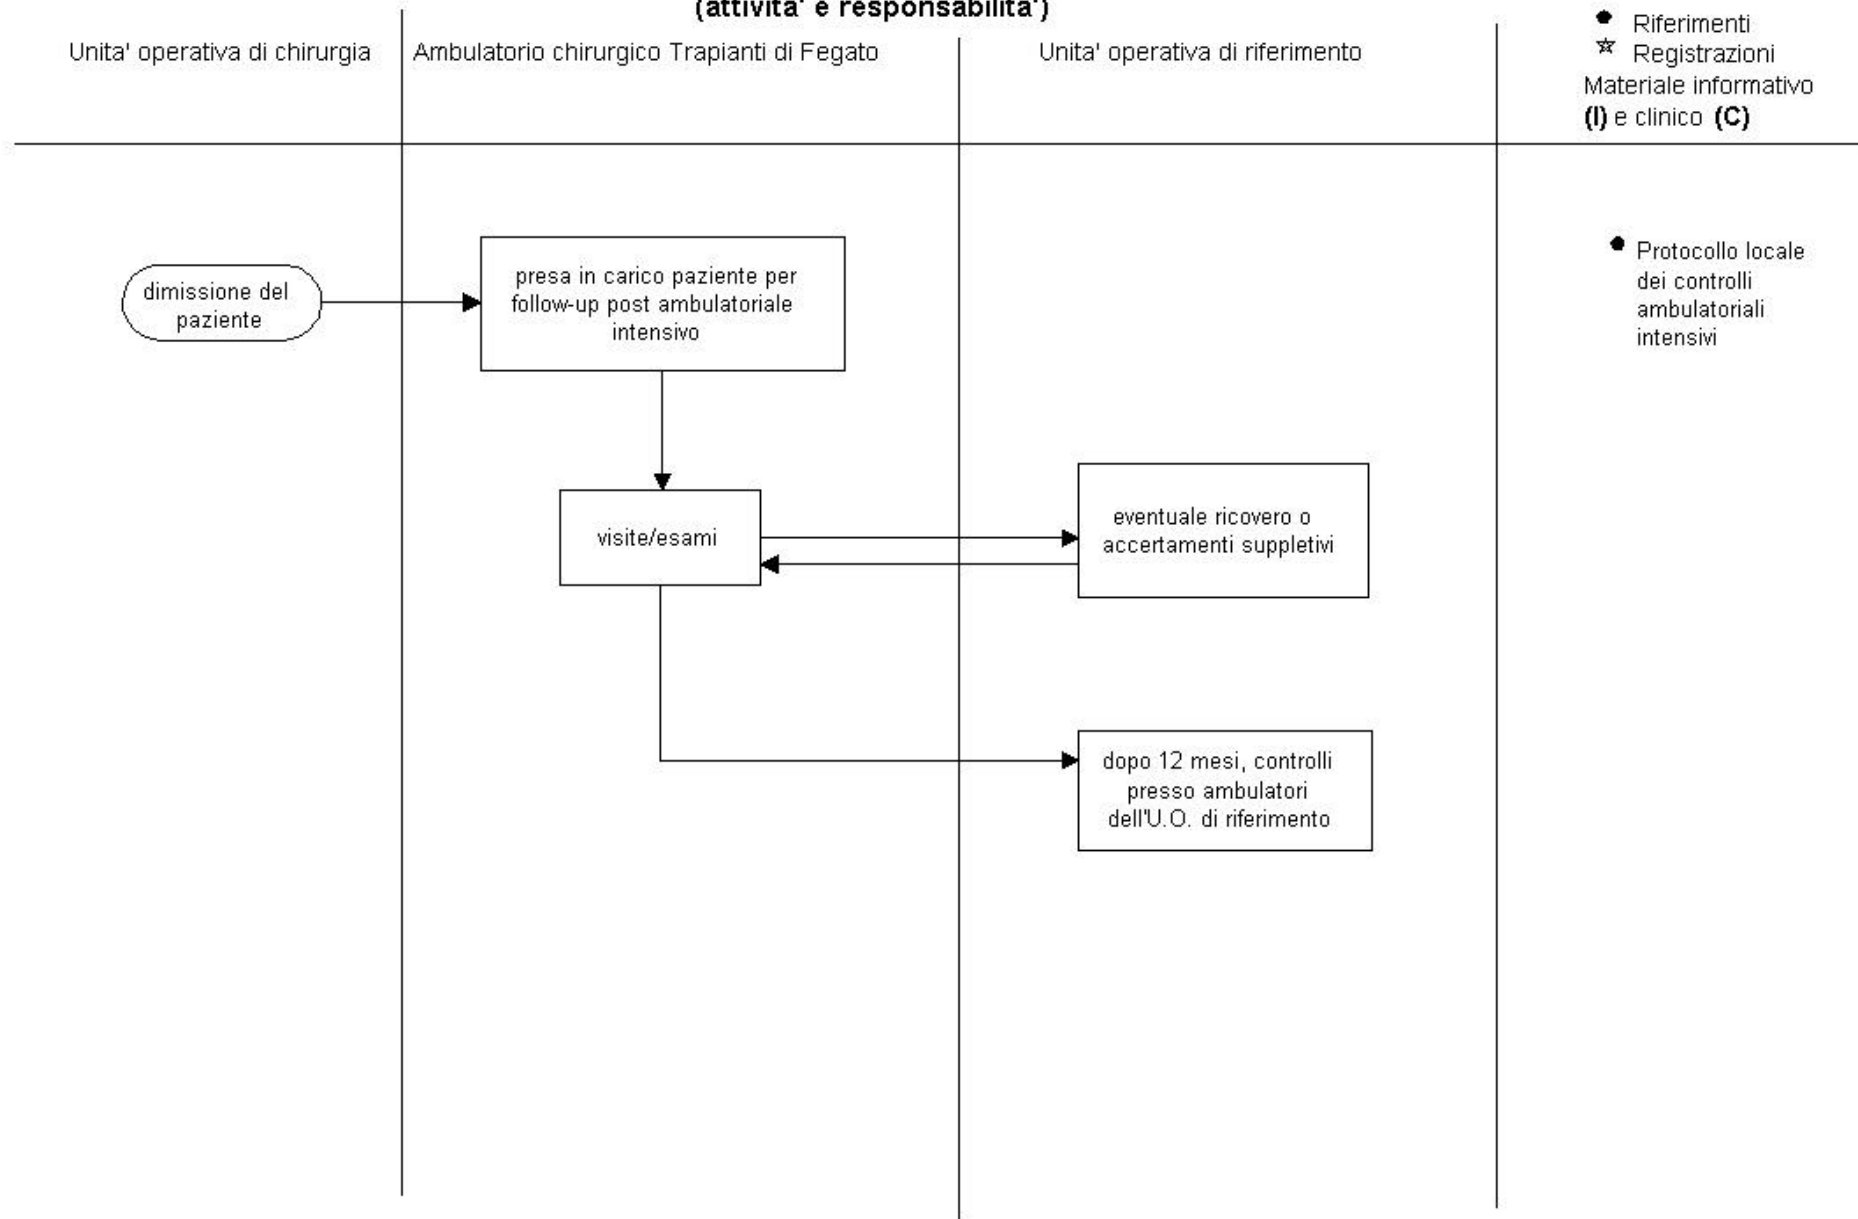 (attivita' e responsabilita')
Unita' operativa di chirurgia
Ambulatorio chirurgico Trapianti di Fegato
Unita' operativa di riferimento
Riferimenti
Registrazioni
Materiale informativo
(I) e clinico (C)
dimissione del
paziente
presa in carico paziente per
follow-up post ambulatoriale
intensivo
Protocollo locale
dei controlli
ambulatoriali
intensivi
visite/esami
eventuale ricovero o
accertamenti suppletivi
dopo 12 mesi, controlli
presso ambulatori
dell'U.O. di riferimento